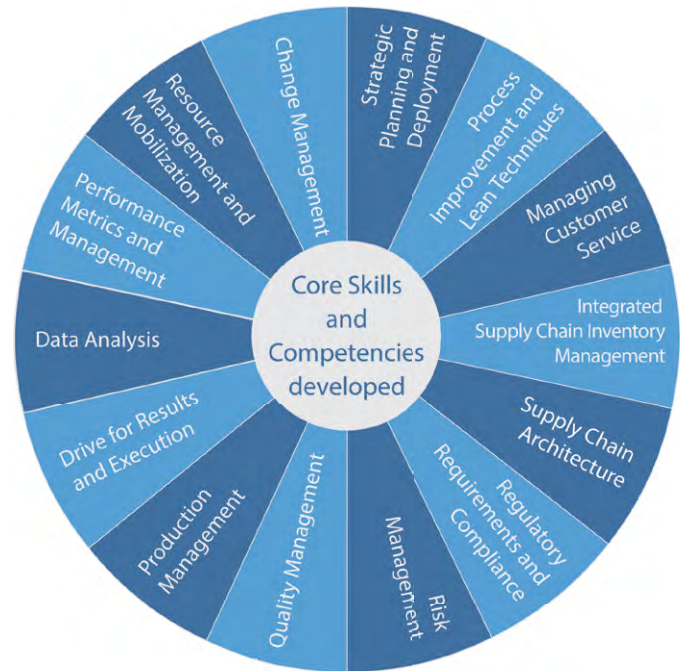 Core Skills
and
Competencies
developed
Strategic
Planning and
Deployment
Process
Improvement and
Lean Techniques
Managing
Customer
Service
Integrated
Supply Chain Inventory
Management
Supply Chain
Architecture
Regulatory
Requirements and
Compliance
Risk
Management
Quality Management
Production
Management
Drive for Results
and Execution
Data Analysis
Performance
Metrics and
Management
Resource
Management and
Mobilization
Change Management